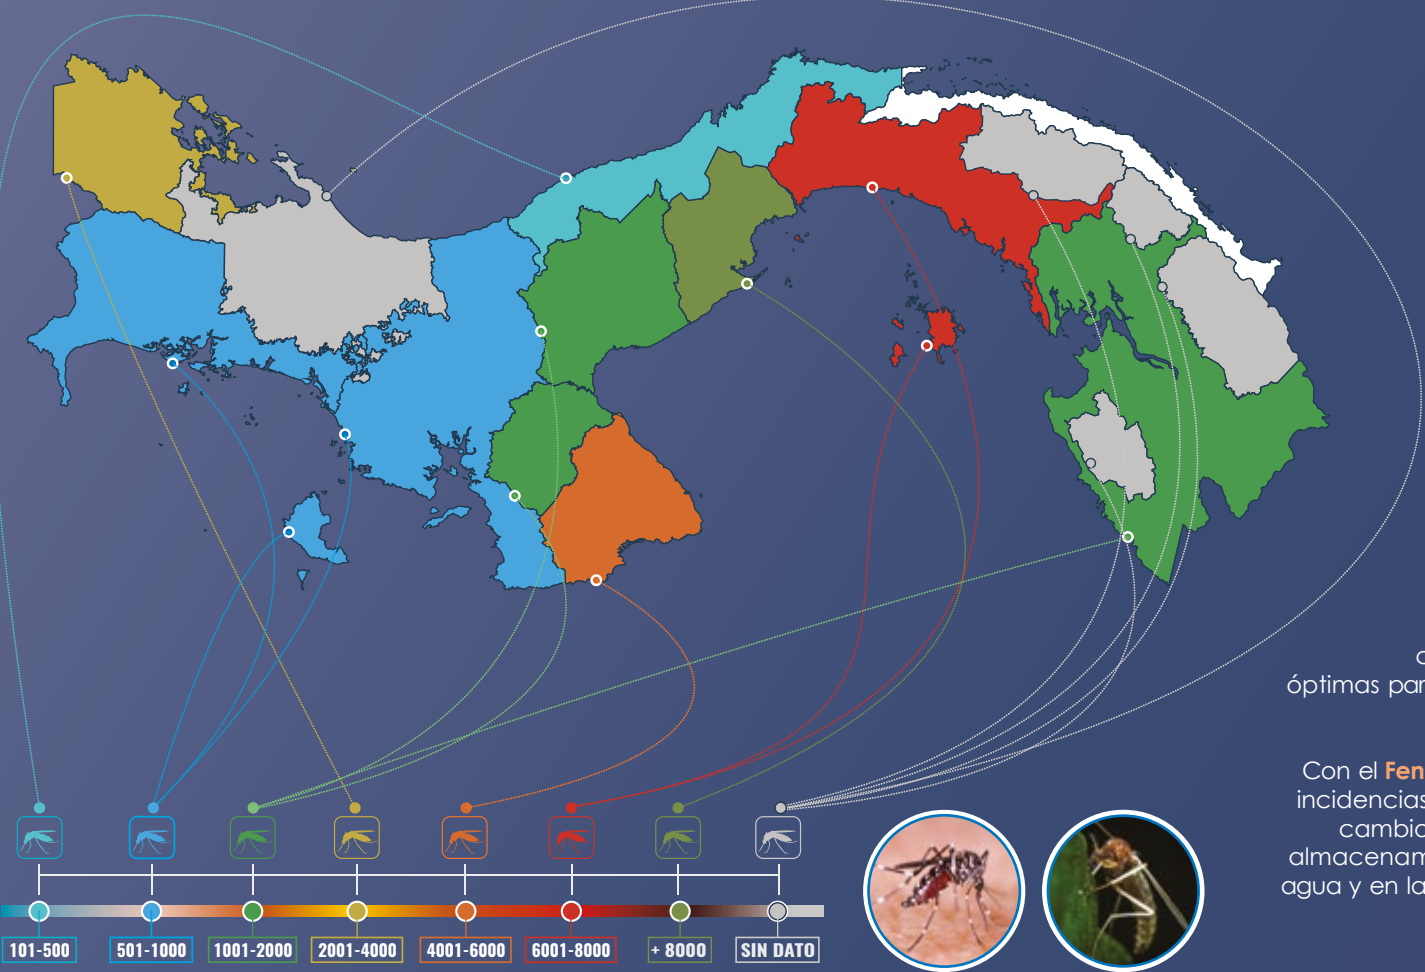 óptimas par
Con el Fen
incidencias
cambio
almacenam
agua y en la
101-500
501-1000
1001-2000
2001-4000
4001-6000
6001-8000
+ 8000
SIN DATO